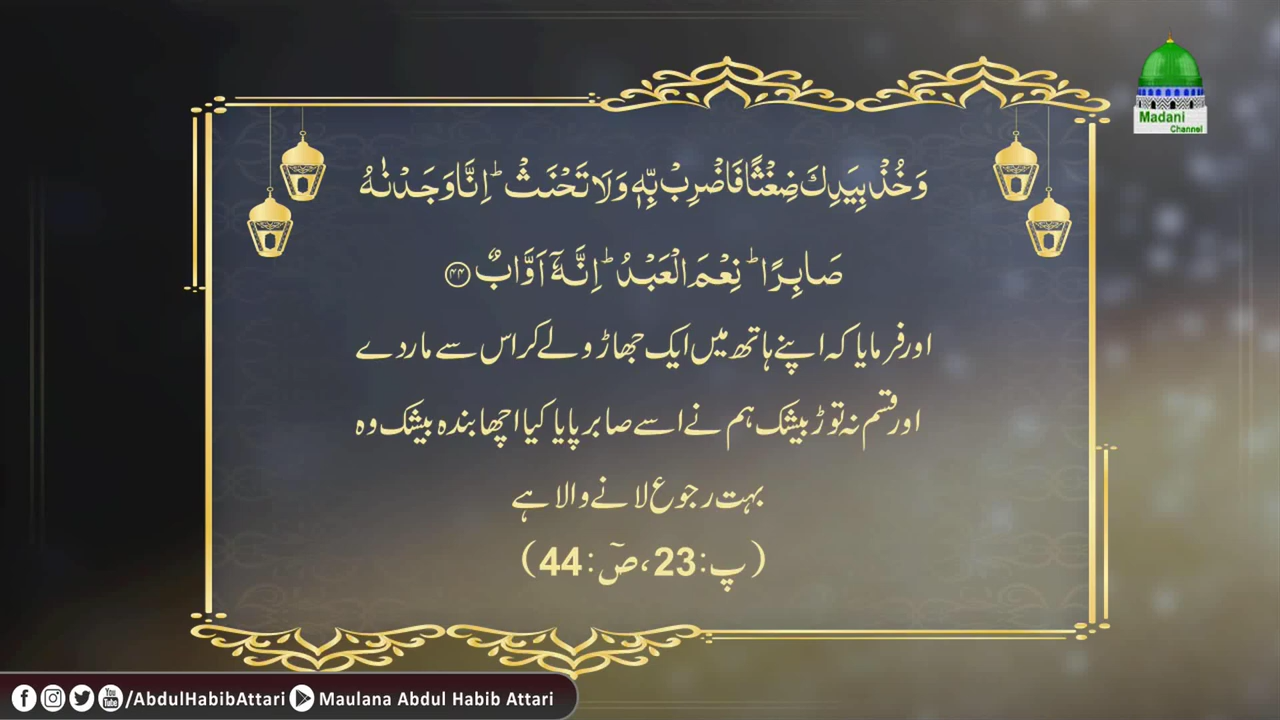 Madani
Channel
وَخُذْ بِیَدِكَ ضِغْثًا فَاضْرِبْ بِّهٖ وَ لَا تَحْنَثْؕ اِنَّا وَجَدْنٰهُ
صَابِرًاؕ نِعْمَ الْعَبْدُؕ اِنَّهٗۤ اَوَّابٌ ﴿۴۴﴾
اور فرمایا کہ اپنے ہاتھ میں ایک جھاڑو لے کر اس سے مار دے
اور قسم نہ توڑ بیشک ہم نے اسے صابر پایا کیا اچھا بندہ بیشک وہ
بہت رجوع لانے والا ہے
(پ:23، صٓ:44)
/AbdulHabibAttari Maulana Abdul Habib Attari